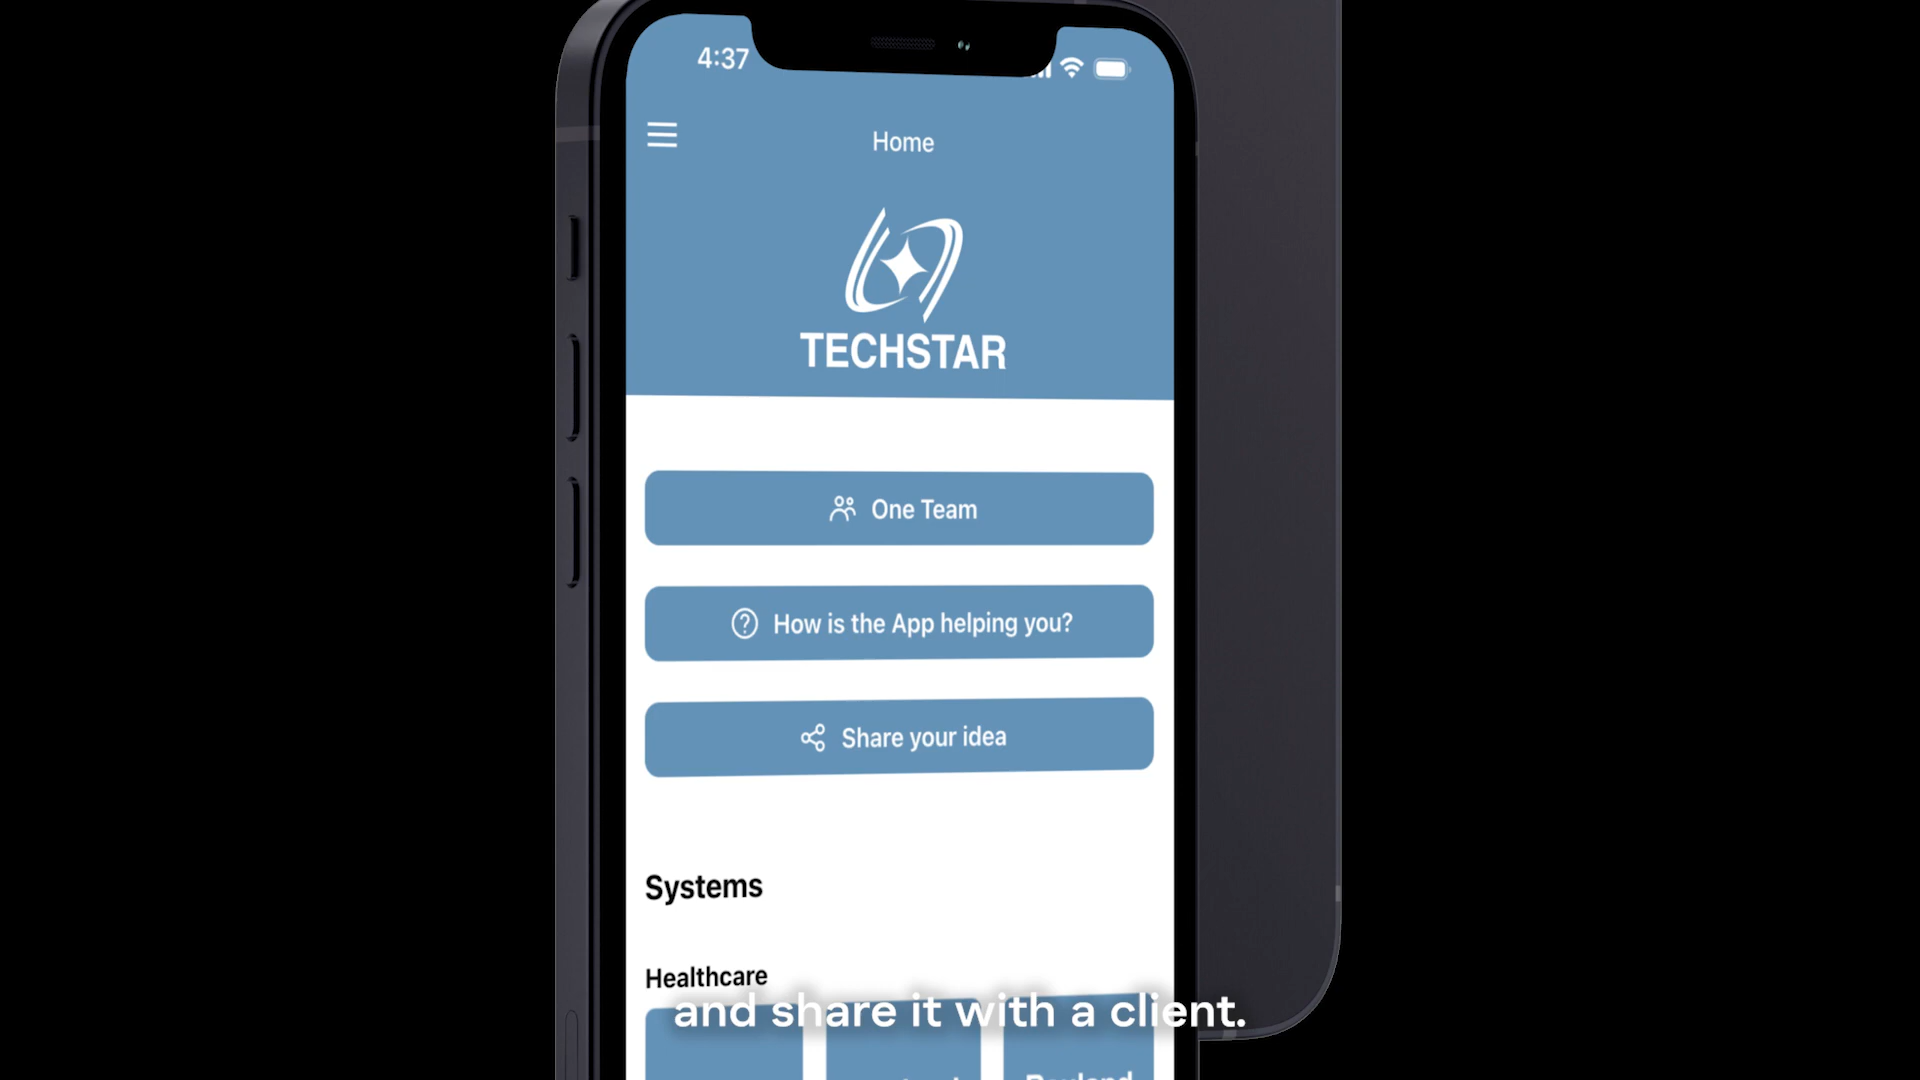 4:37
Home
TECHSTAR
One Team
How is the App helping you?
Share your idea
Systems
Healthcare
and share it with a client.